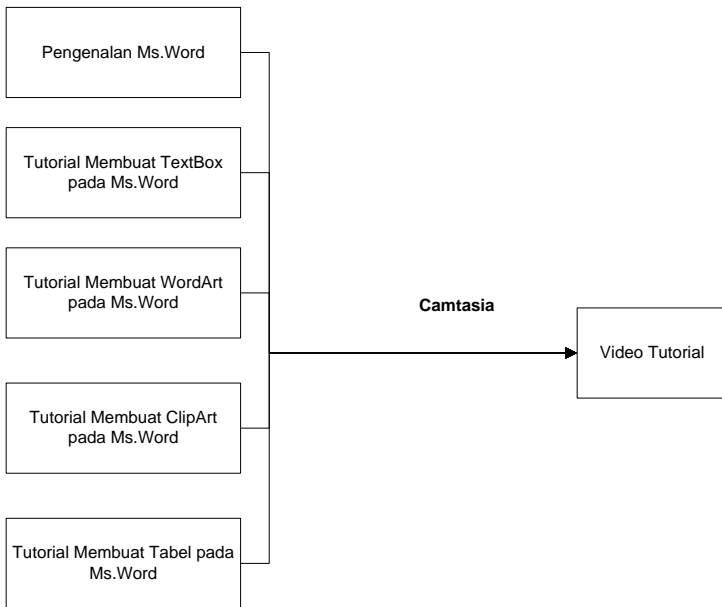 Pengenalan Ms.Word
Tutorial Membuat TextBox
pada Ms.Word
Tutorial Membuat WordArt
pada Ms.Word
Camtasia
Video Tutorial
Tutorial Membuat ClipArt
pada Ms.Word
Tutorial Membuat Tabel pada
Ms.Word